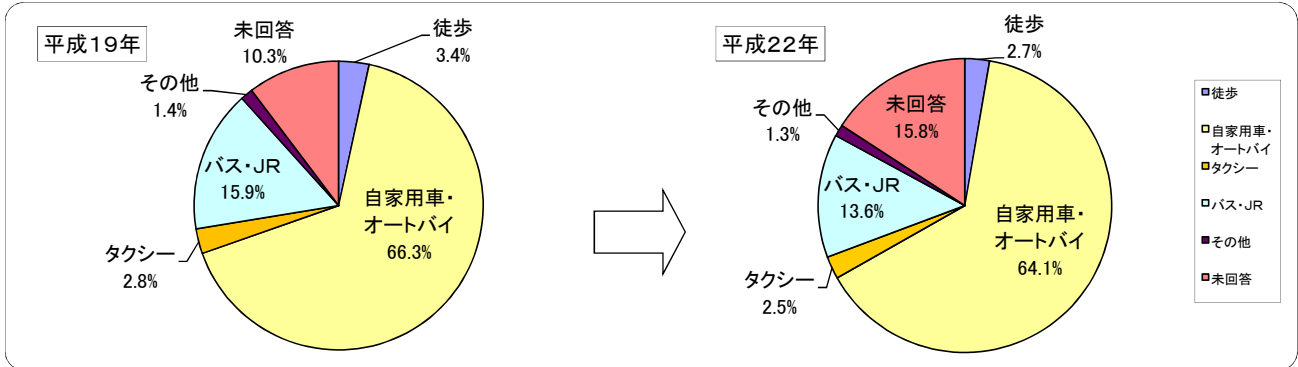 平成19年
未回答
10.3%
徒歩
3.4%
その他
1.4%
バス・JR
15.9%
自家用車・
オートバイ
66.3%
タクシー
2.8%
平成22年
徒歩
2.7%
未回答
15.8%
その他
1.3%
バス・JR
13.6%
自家用車・
オートバイ
64.1%
タクシー
2.5%
徒歩
自家用車・
オートバイ
タクシー
バス・JR
その他
未回答